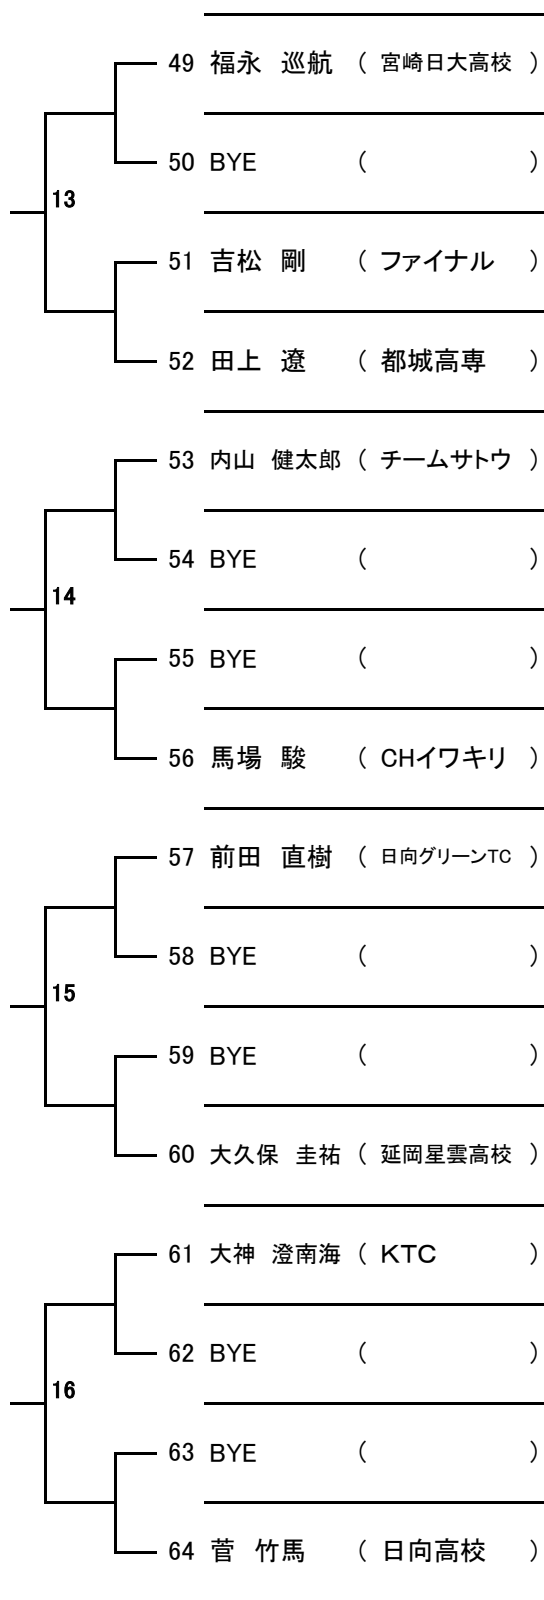 49 福永　巡航 （ 宮崎日大高校 ）
50 BYE （ ）
13
51 吉松　剛 （ ファイナル ）
52 田上　遼 （ 都城高専 ）
53 内山　健太郎 （ チームサトウ ）
54 BYE （ ）
14
55 BYE （ ）
56 馬場　駿 （ CHイワキリ ）
57 前田　直樹 （ 日向グリーンTC ）
58 BYE （ ）
15
59 BYE （ ）
60 大久保　圭祐 （ 延岡星雲高校 ）
61 大神　澄南海 （ KTC ）
62 BYE （ ）
16
63 BYE （ ）
64 菅　竹馬 （ 日向高校 ）